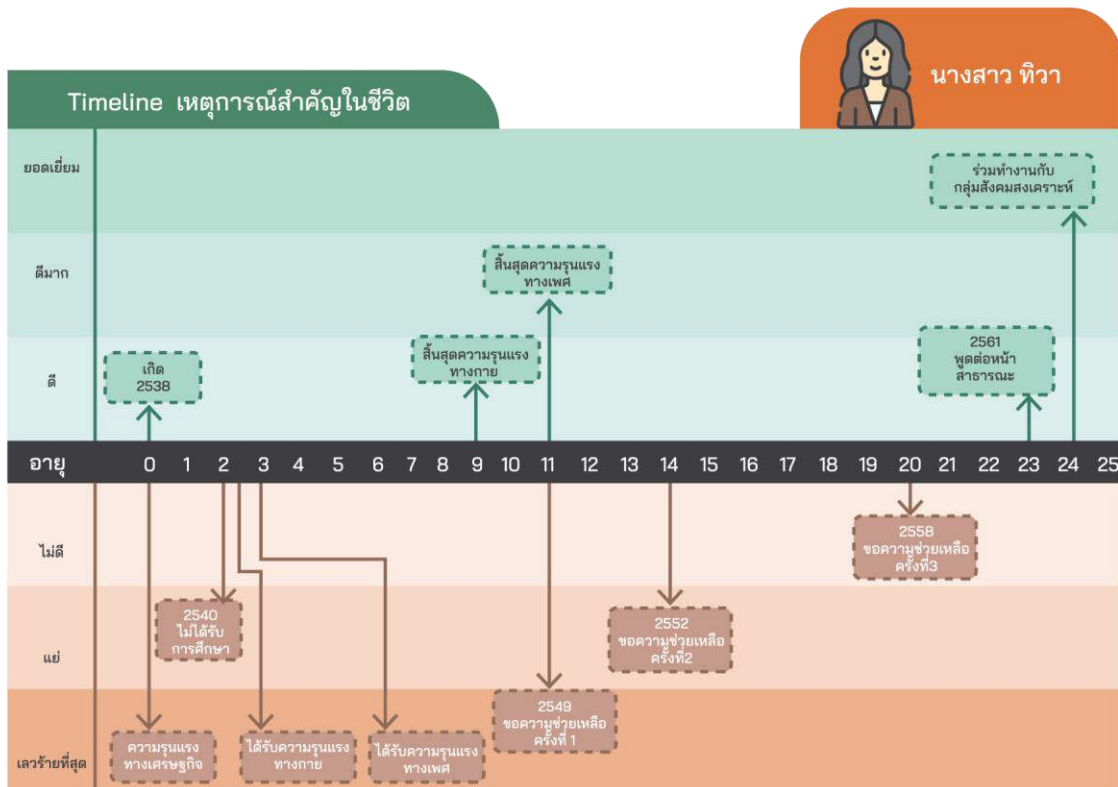 นางสาว ทิวา
Timeline เหตุการณ์สำคัญในชีวิต
ยอดเยี่ยม
ร่วมทำงานกับ
กลุ่มสังคมสงเคราะห์
ดีมาก
สิ้นสุดความรุนแรง
ทางเพศ
ดี
เกิด
2538
สิ้นสุดความรุนแรง
ทางกาย
2561
พูดต่อหน้า
สาธารณะ
อายุ 0 1 2 3 4 5 6 7 8 9 10 11 12 13 14 15 16 17 18 19 20 21 22 23 24 25
ไม่ดี
2558
ขอความช่วยเหลือ
ครั้งที่3
แย่
2540
ไม่ได้รับ
การศึกษา
2552
ขอความช่วยเหลือ
ครั้งที่2
เลวร้ายที่สุด
ความรุนแรง
ทางเศรษฐกิจ
ได้รับความรุนแรง
ทางกาย
ได้รับความรุนแรง
ทางเพศ
2549
ขอความช่วยเหลือ
ครั้งที่ 1